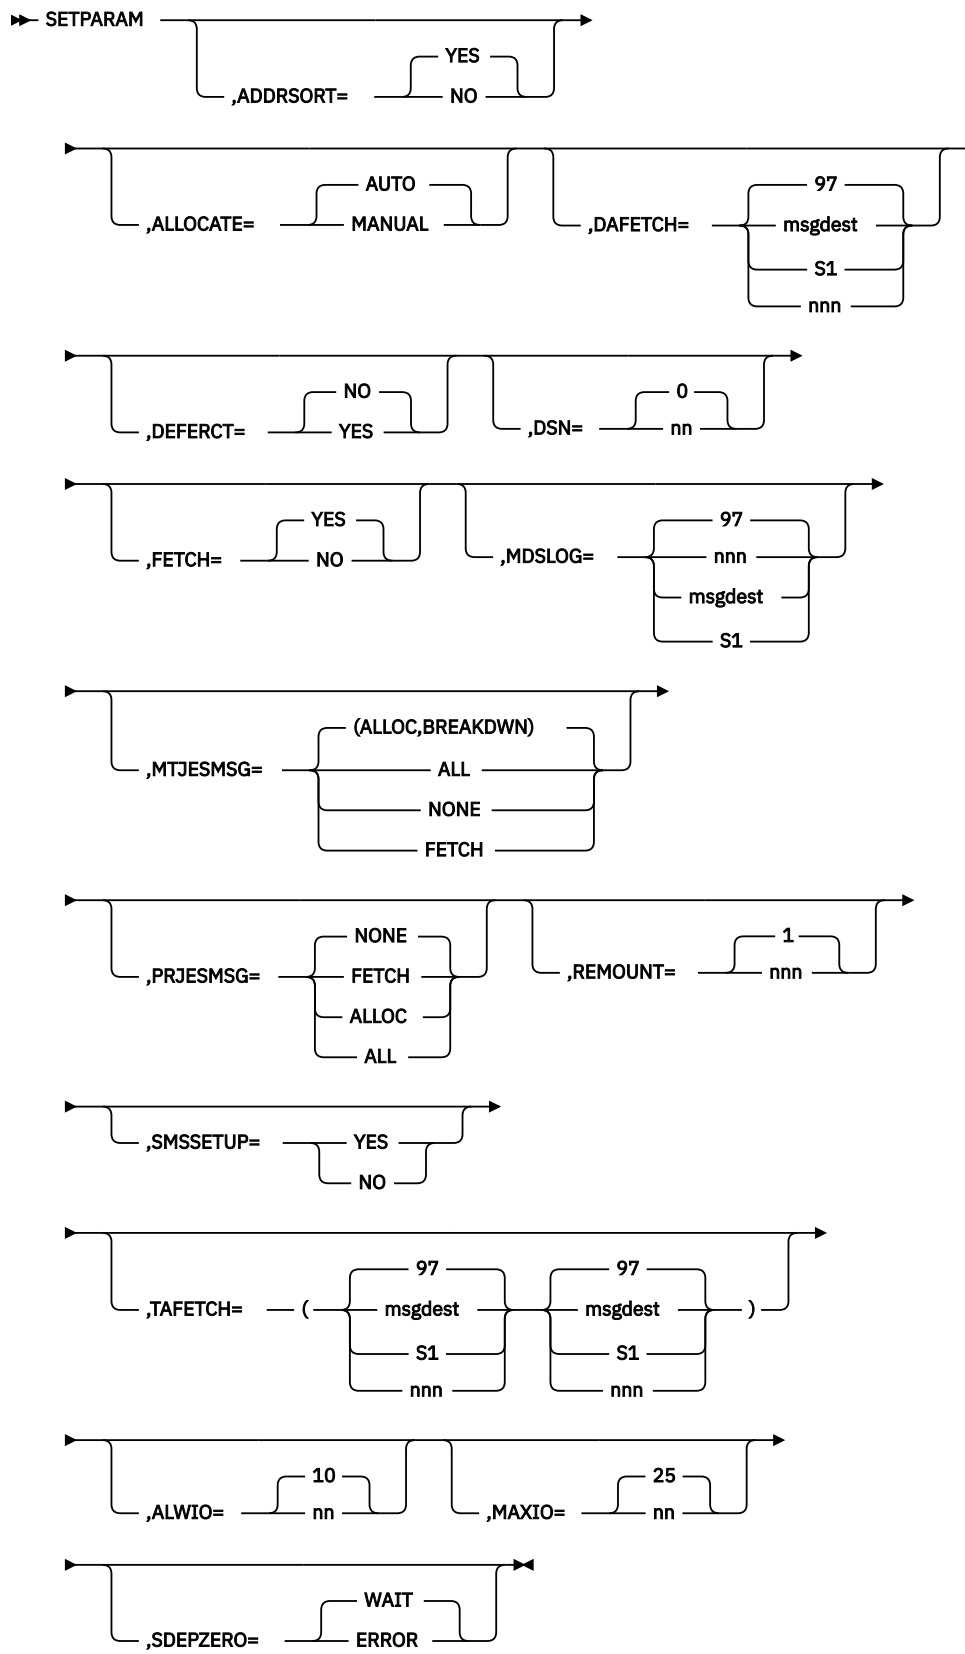 SETPARAM
,ADDRSORT= YES
NO
,ALLOCATE= AUTO
MANUAL
,DAFETCH= 97
msgdest
S1
nnn
,DEFERCT= NO
YES
,DSN= 0
nn
,FETCH= YES
NO
,MDSLOG= 97
nnn
msgdest
S1
,MTJESMSG= (ALLOC,BREAKDWN)
ALL
NONE
FETCH
,PRJESMSG= NONE
FETCH
ALLOC
ALL
,REMOUNT= 1
nnn
,SMSSETUP= YES
NO
,TAFETCH= ( 97
msgdest
S1
nnn
97
msgdest
S1
nnn
)
,ALWIO= 10
nn
,MAXIO= 25
nn
,SDEPZERO= WAIT
ERROR